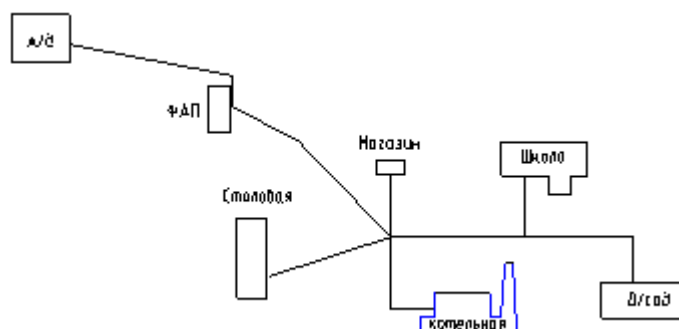 ж/д
ФАП
Магазин
Школа
Столовая
Д/сад
котельная